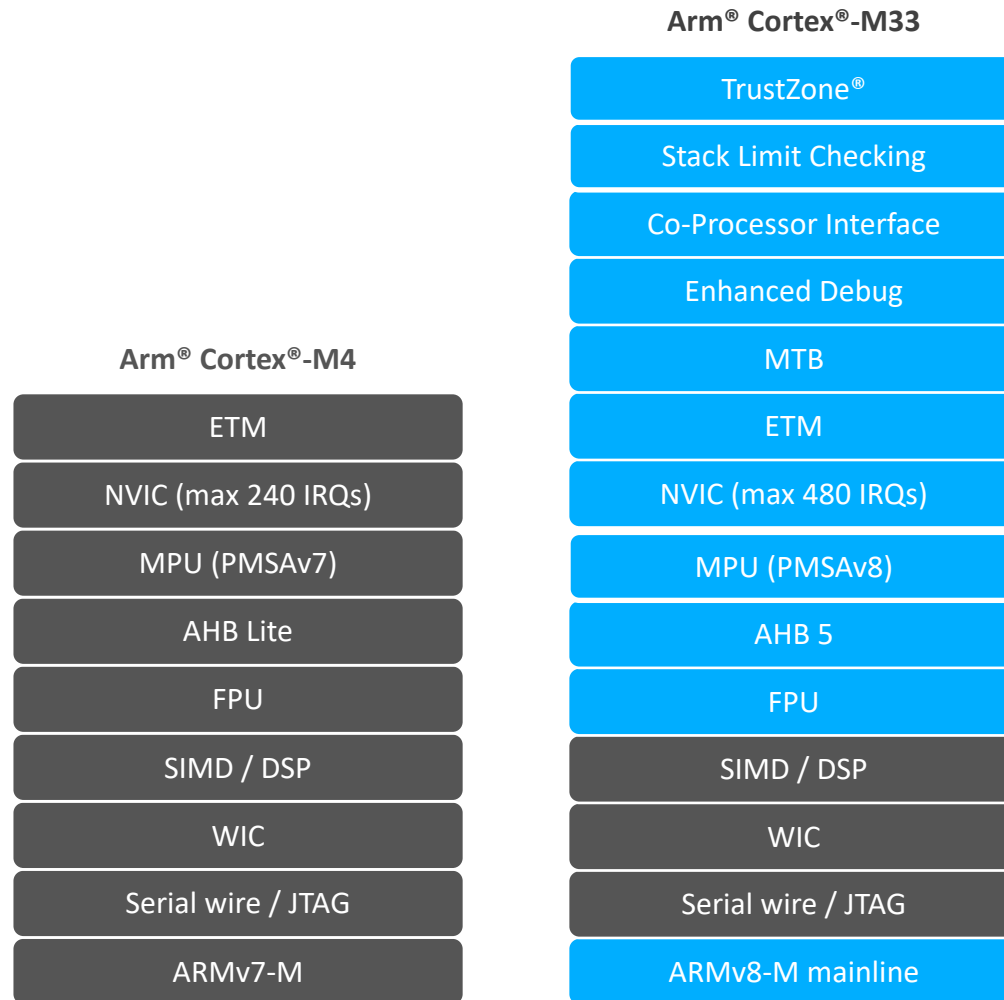 Arm® Cortex®-M33
TrustZone®
Stack Limit Checking
Co-Processor Interface
Enhanced Debug
MTB
ETM
NVIC (max 480 IRQs)
MPU (PMSAv8)
AHB 5
FPU
SIMD / DSP
WIC
Serial wire / JTAG
ARMv8-M mainline
Arm® Cortex®-M4
ETM
NVIC (max 240 IRQs)
MPU (PMSAv7)
AHB Lite
FPU
SIMD / DSP
WIC
Serial wire / JTAG
ARMv7-M